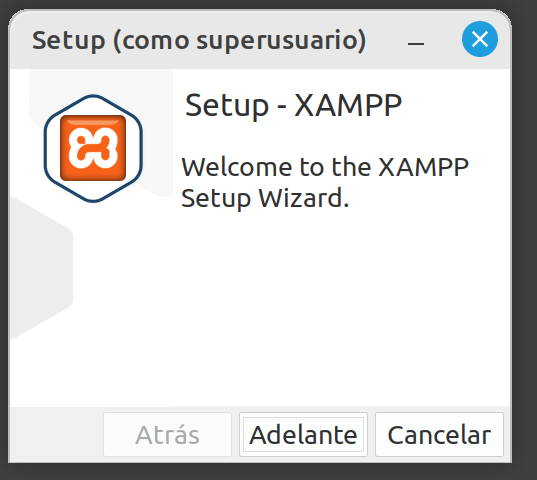 Setup (como superusuario)
Setup - XAMPP
Welcome to the XAMPP
Setup Wizard.
Atrás
Adelante
Cancelar